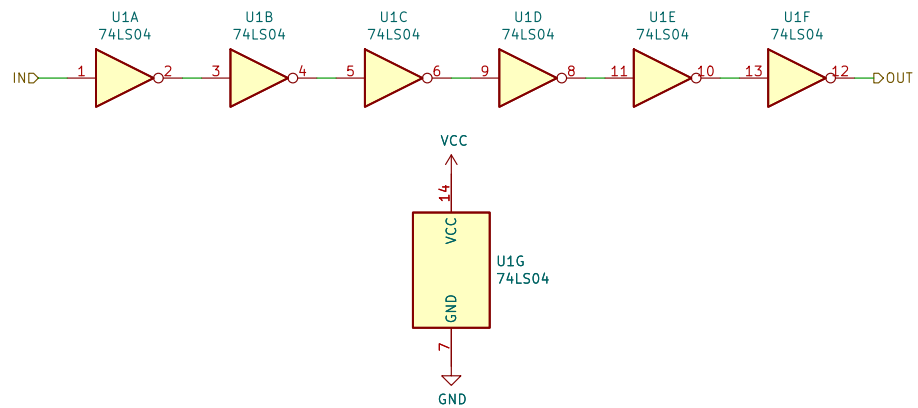 U1A
74LS04
U1B
74LS04
U1C
74LS04
U1D
74LS04
U1E
74LS04
U1F
74LS04
IN 1 2 3 4 5 6 9 8 11 10 13 12 OUT
VCC
14
VCC
U1G
74LS04
GND
7
GND